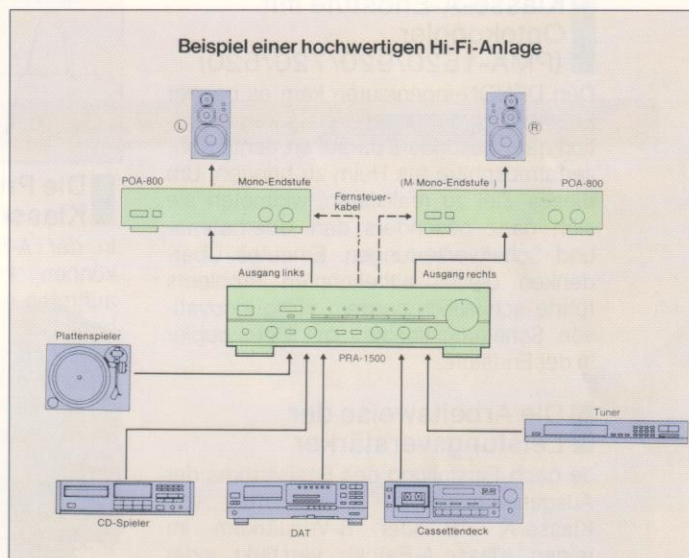 Beispiel einer hochwertigen Hi-Fi-Anlage
L
R
POA-800
Mono-Endstufe
Fernsteuer-
kabel
(M-Mono-Endstufe )
POA-800
Ausgang links
Ausgang rechts
Plattenspieler
PRA-1500
Tuner
CD-Spieler
DAT
Cassettendeck